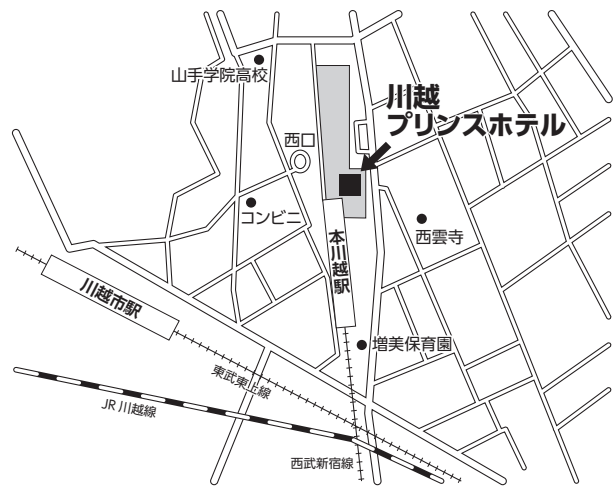 山手学院高校
川越
プリンスホテル
西口
コンビニ
西雲寺
本川越駅
川越市駅
増美保育園
東武東上線
JR 川越線
西武新宿線